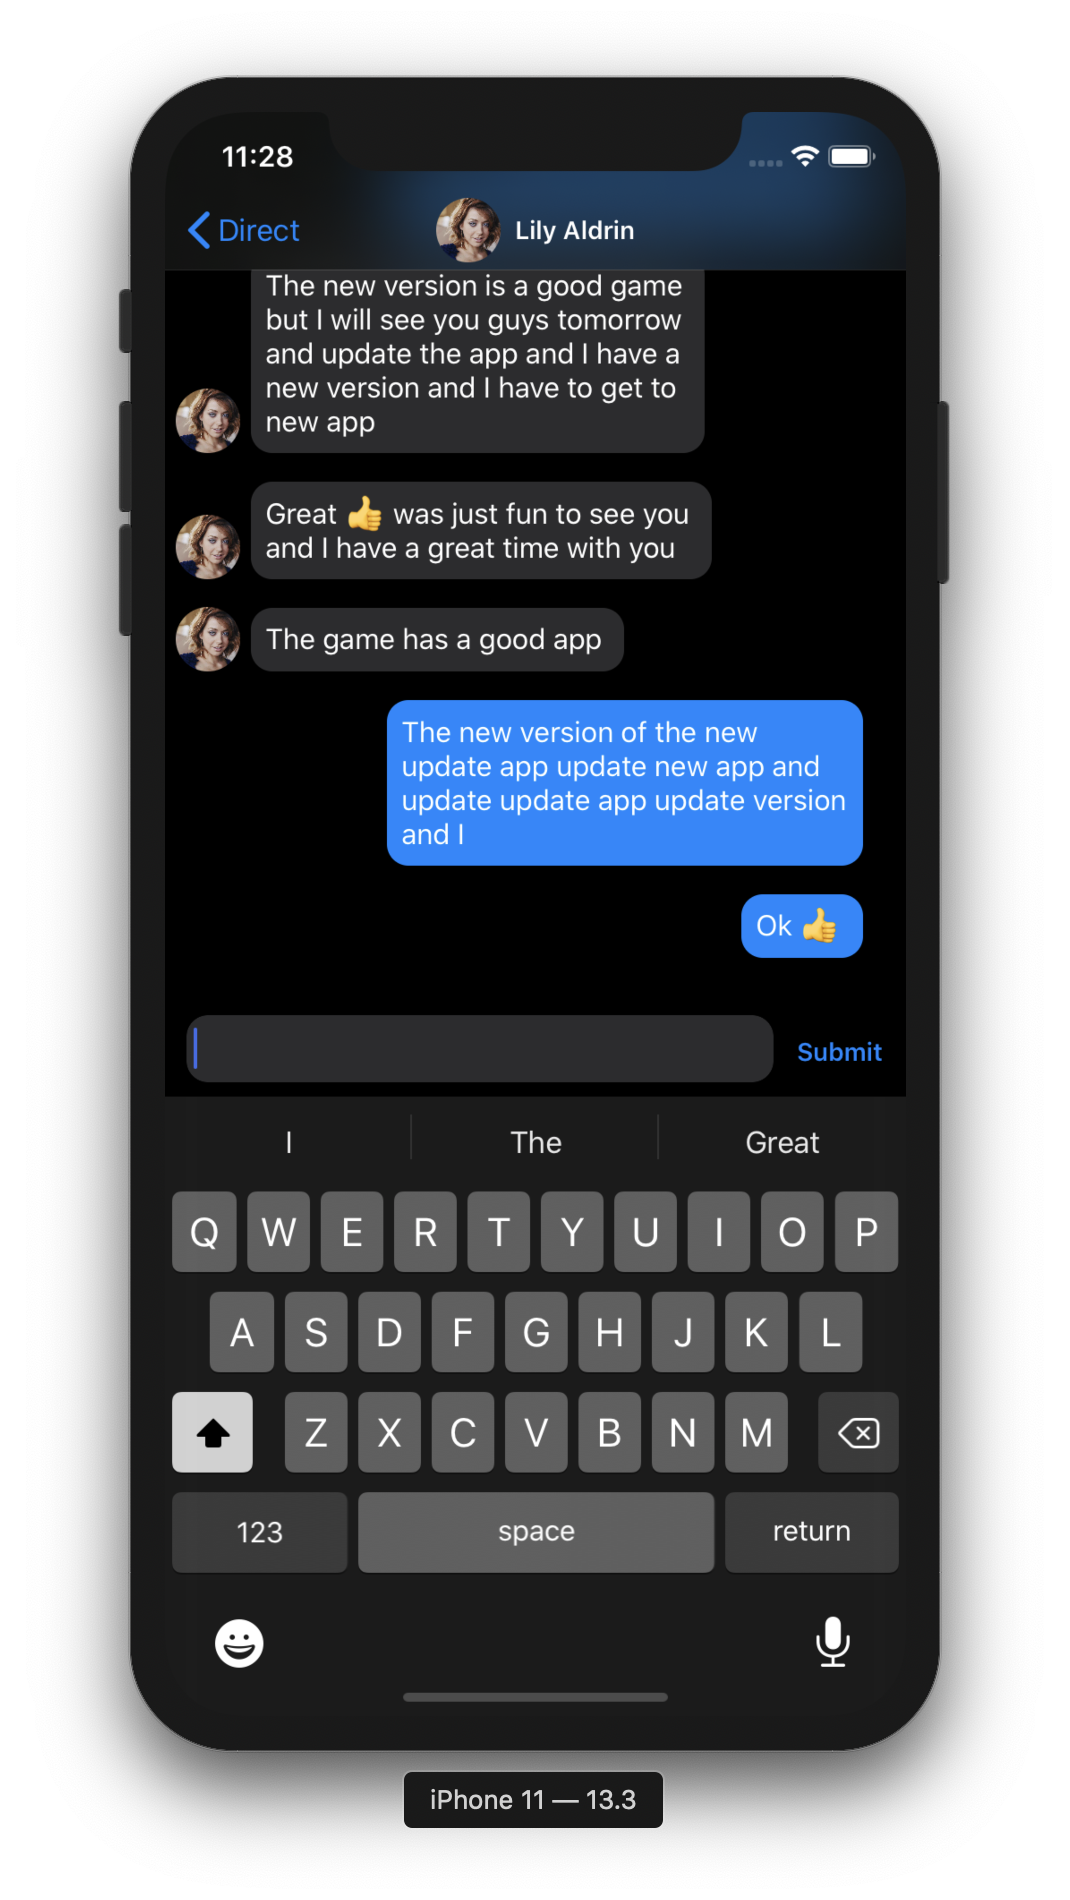 11:28
Direct
Lily Aldrin
The new version is a good game
but I will see you guys tomorrow
and update the app and I have a
new version and I have to get to
new app
Great 👍 was just fun to see you
and I have a great time with you
The game has a good app
The new version of the new
update app update new app and
update update app update version
and I
Ok 👍
Submit
I The Great
Q W E R T Y U I O P
A S D F G H J K L
Z X C V B N M
123 space return
iPhone 11 — 13.3